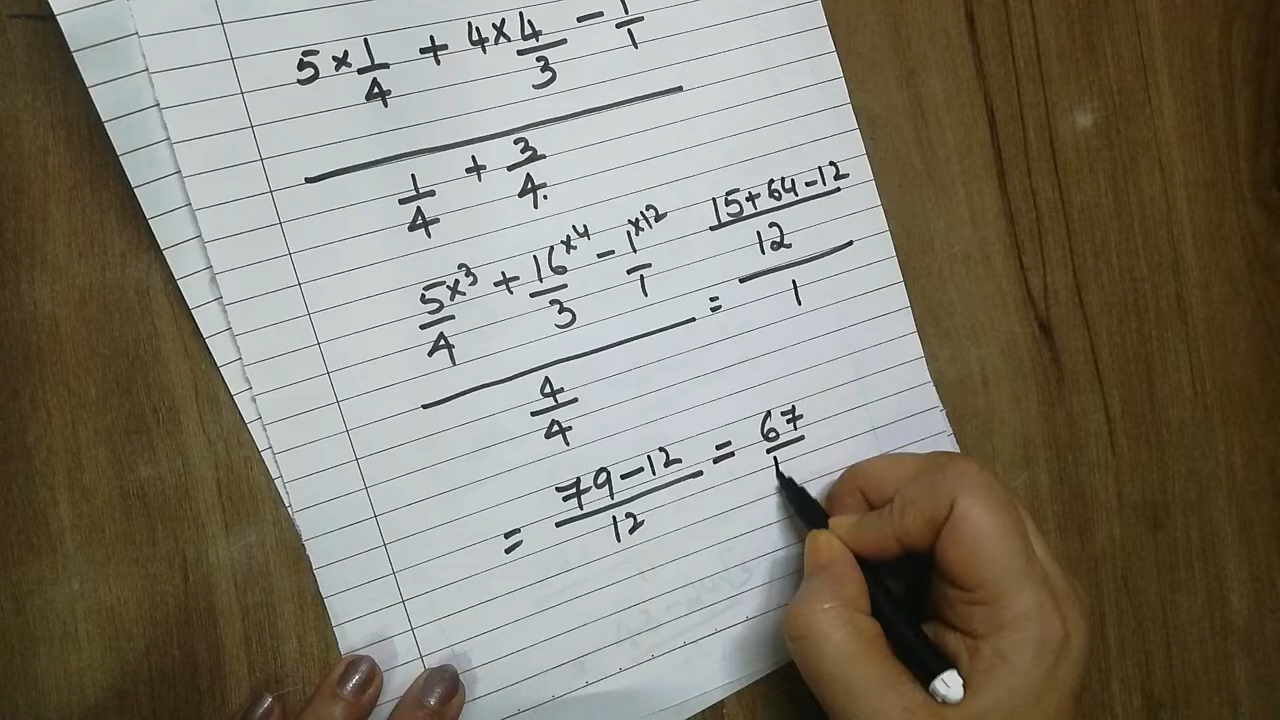 5 × 1/4 + 4 × 4/3 − 1/1
1/4 + 3/4
5/4 ×3 + 16/3 ×4 − 1/1 ×12 = 15+64−12/12
4/4 1
= 79−12/12 = 67/1